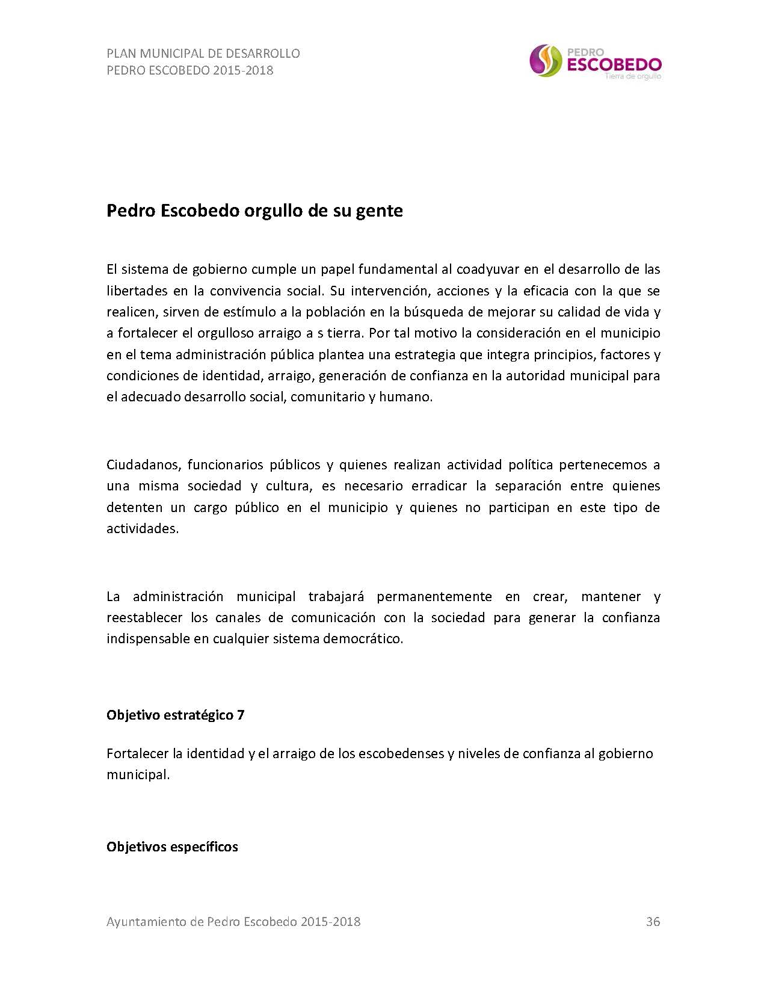 PLAN MUNICIPAL DE DESARROLLO
PEDRO ESCOBEDO 2015-2018
PEDRO
ESCOBEDO
Tierra de orgullo
Pedro Escobedo orgullo de su gente
El sistema de gobierno cumple un papel fundamental al coadyuvar en el desarrollo de las
libertades en la convivencia social. Su intervención, acciones y la eficacia con la que se
realicen, sirven de estímulo a la población en la búsqueda de mejorar su calidad de vida y
a fortalecer el orgulloso arraigo a s tierra. Por tal motivo la consideración en el municipio
en el tema administración pública plantea una estrategia que integra principios, factores y
condiciones de identidad, arraigo, generación de confianza en la autoridad municipal para
el adecuado desarrollo social, comunitario y humano.
Ciudadanos, funcionarios públicos y quienes realizan actividad política pertenecemos a
una misma sociedad y cultura, es necesario erradicar la separación entre quienes
detenten un cargo público en el municipio y quienes no participan en este tipo de
actividades.
La administración municipal trabajará permanentemente en crear, mantener y
reestablecer los canales de comunicación con la sociedad para generar la confianza
indispensable en cualquier sistema democrático.
Objetivo estratégico 7
Fortalecer la identidad y el arraigo de los escobedenses y niveles de confianza al gobierno
municipal.
Objetivos específicos
Ayuntamiento de Pedro Escobedo 2015-2018 36